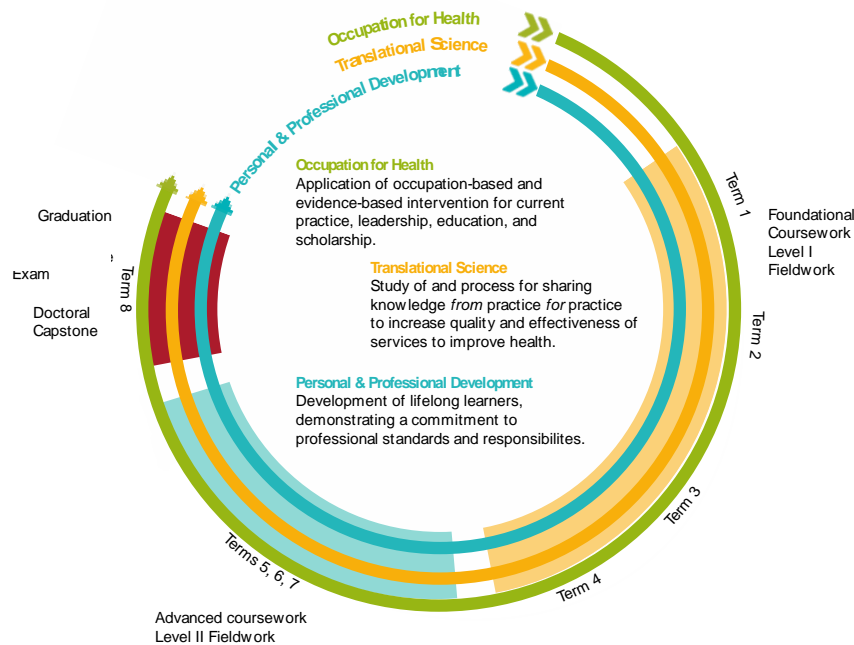 Occupation for Health
Translational Science
Personal & Professional Development
Occupation for Health
Application of occupation-based and
evidence-based intervention for current
practice, leadership, education, and
scholarship.
Translational Science
Study of and process for sharing
knowledge from practice for practice
to increase quality and effectiveness of
services to improve health.
Personal & Professional Development
Development of lifelong learners,
demonstrating a commitment to
professional standards and responsibilites.
Term 1
Foundational
Coursework
Level I
Fieldwork
Term 2
Term 3
Term 4
Terms 5, 6, 7
Advanced coursework
Level II Fieldwork
Term 8
Doctoral
Capstone
Exam
Graduation